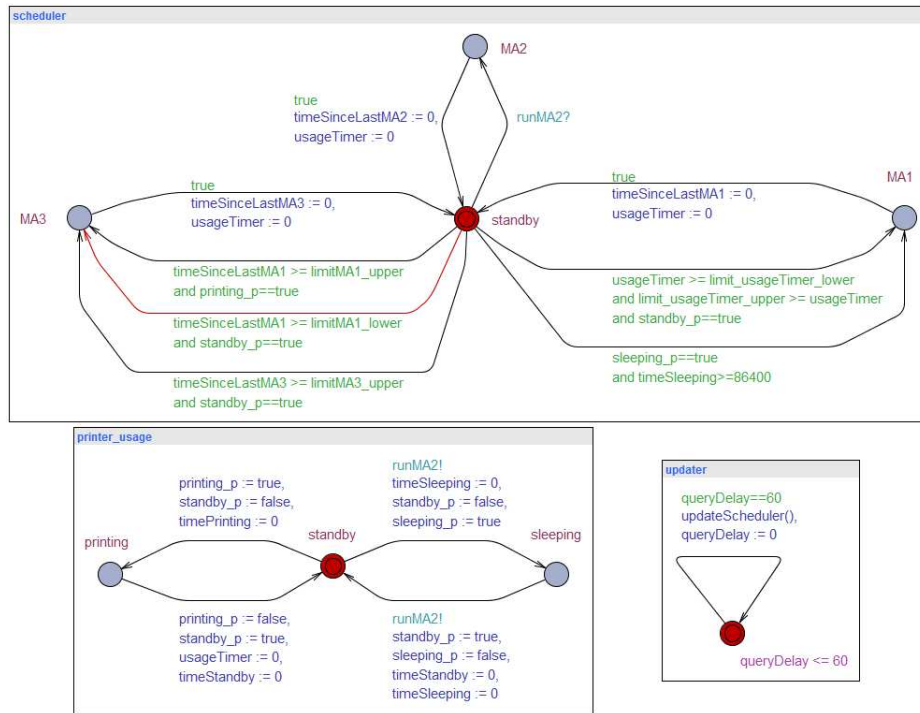 scheduler
MA2
true
timeSinceLastMA2 := 0,
usageTimer := 0
runMA2?
MA3
true
timeSinceLastMA3 := 0,
usageTimer := 0
standby
true
timeSinceLastMA1 := 0,
usageTimer := 0
MA1
timeSinceLastMA1 >= limitMA1_upper
and printing_p==true
timeSinceLastMA1 >= limitMA1_lower
and standby_p==true
timeSinceLastMA3 >= limitMA3_upper
and standby_p==true
usageTimer >= limit_usageTimer_lower
and limit_usageTimer_upper >= usageTimer
and standby_p==true
sleeping_p==true
and timeSleeping>=86400
printer_usage
printing_p := true,
standby_p := false,
timePrinting := 0
runMA2!
timeSleeping := 0,
standby_p := false,
sleeping_p := true
printing
standby
sleeping
printing_p := false,
standby_p := true,
usageTimer := 0,
timeStandby := 0
runMA2!
standby_p := true,
sleeping_p := false,
timeStandby := 0,
timeSleeping := 0
updater
queryDelay==60
updateScheduler(),
queryDelay := 0
queryDelay <= 60